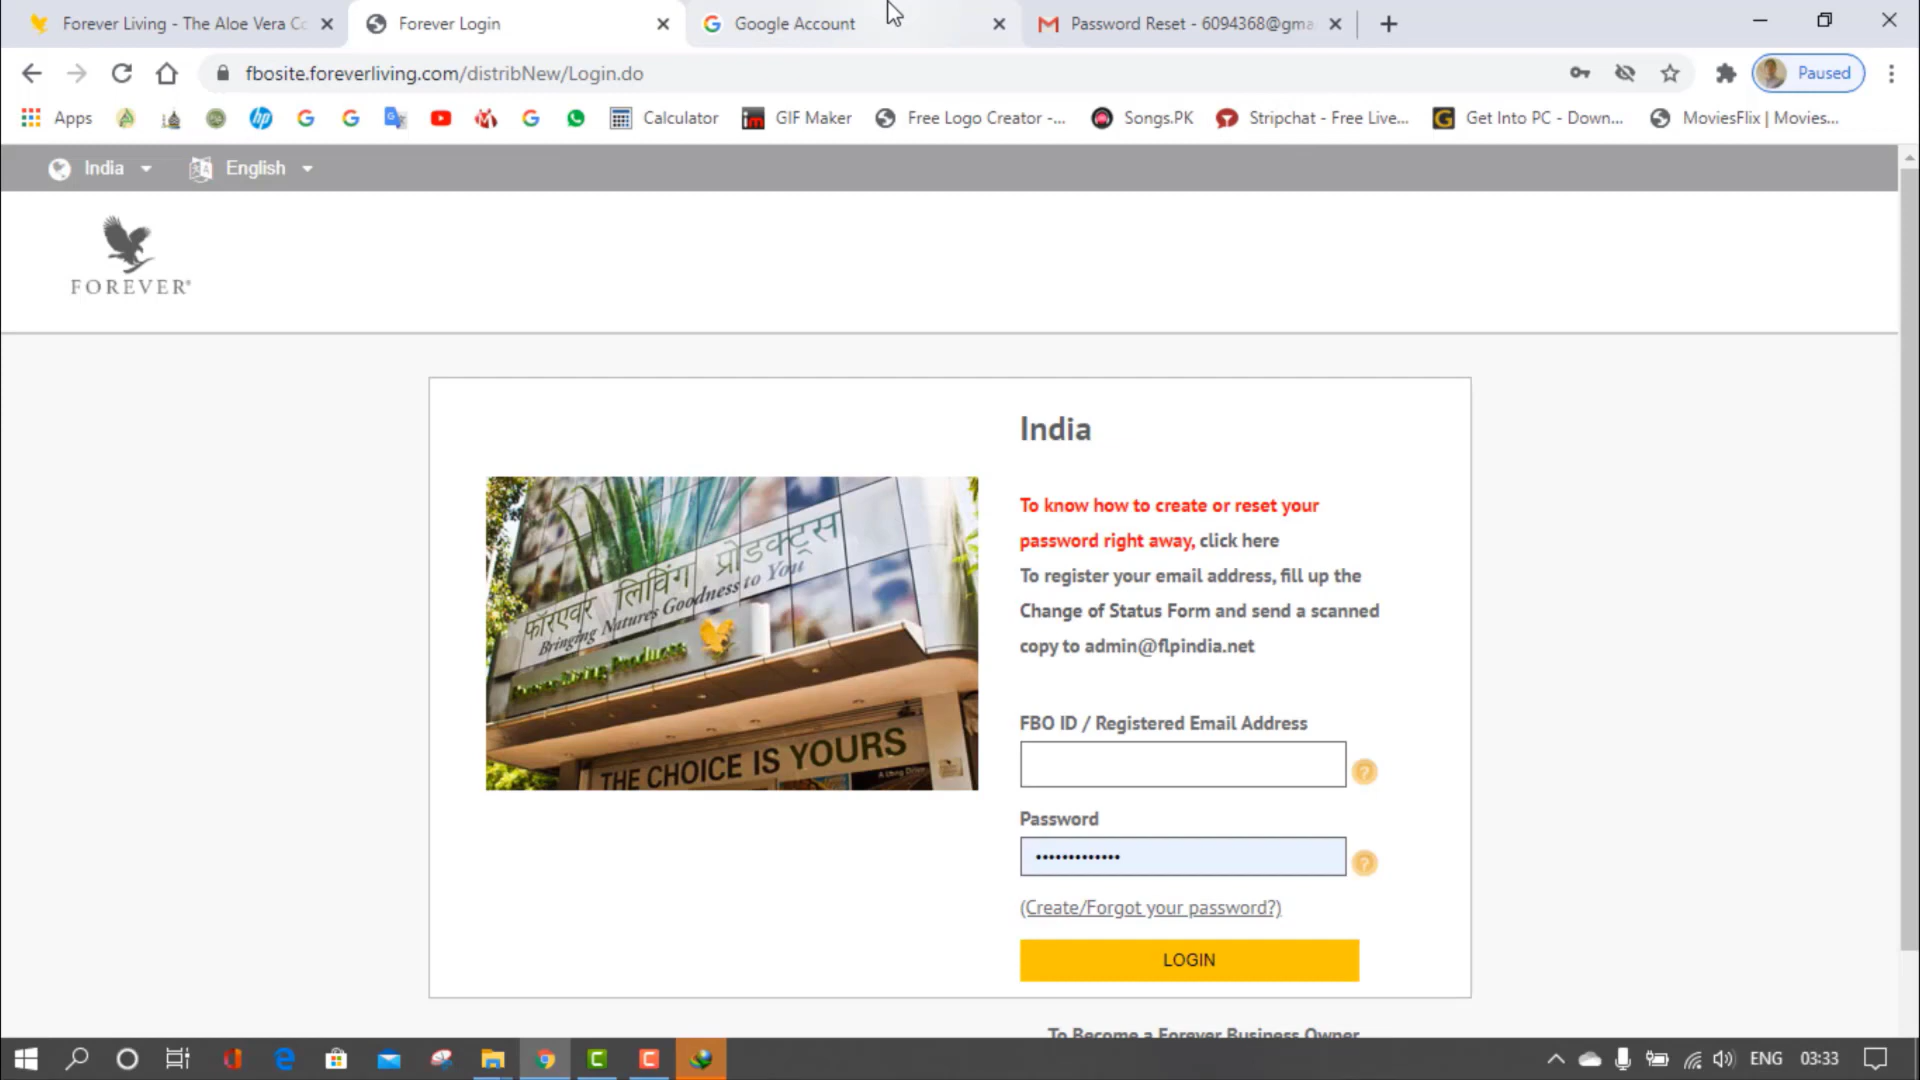 Forever Living - The Aloe Vera Co
Forever Login
Google Account
Password Reset - 6094368@gma
fbosite.foreverliving.com/distribNew/Login.do
Paused
Apps
Calculator
GIF Maker
Free Logo Creator -...
Songs.PK
Stripchat - Free Live...
Get Into PC - Down...
MoviesFlix | Movies...
India
English
FOREVER®
India
To know how to create or reset your
password right away, click here
To register your email address, fill up the
Change of Status Form and send a scanned
copy to admin@flpindia.net
फॉरएवर लिविंग प्रोडक्ट्स
Bringing Natures Goodness to You
Forever Living Products
THE CHOICE IS YOURS
FBO ID / Registered Email Address
?
Password
•••••••••••••
?
(Create/Forgot your password?)
LOGIN
To Become a Forever Business Owner
ENG
03:33